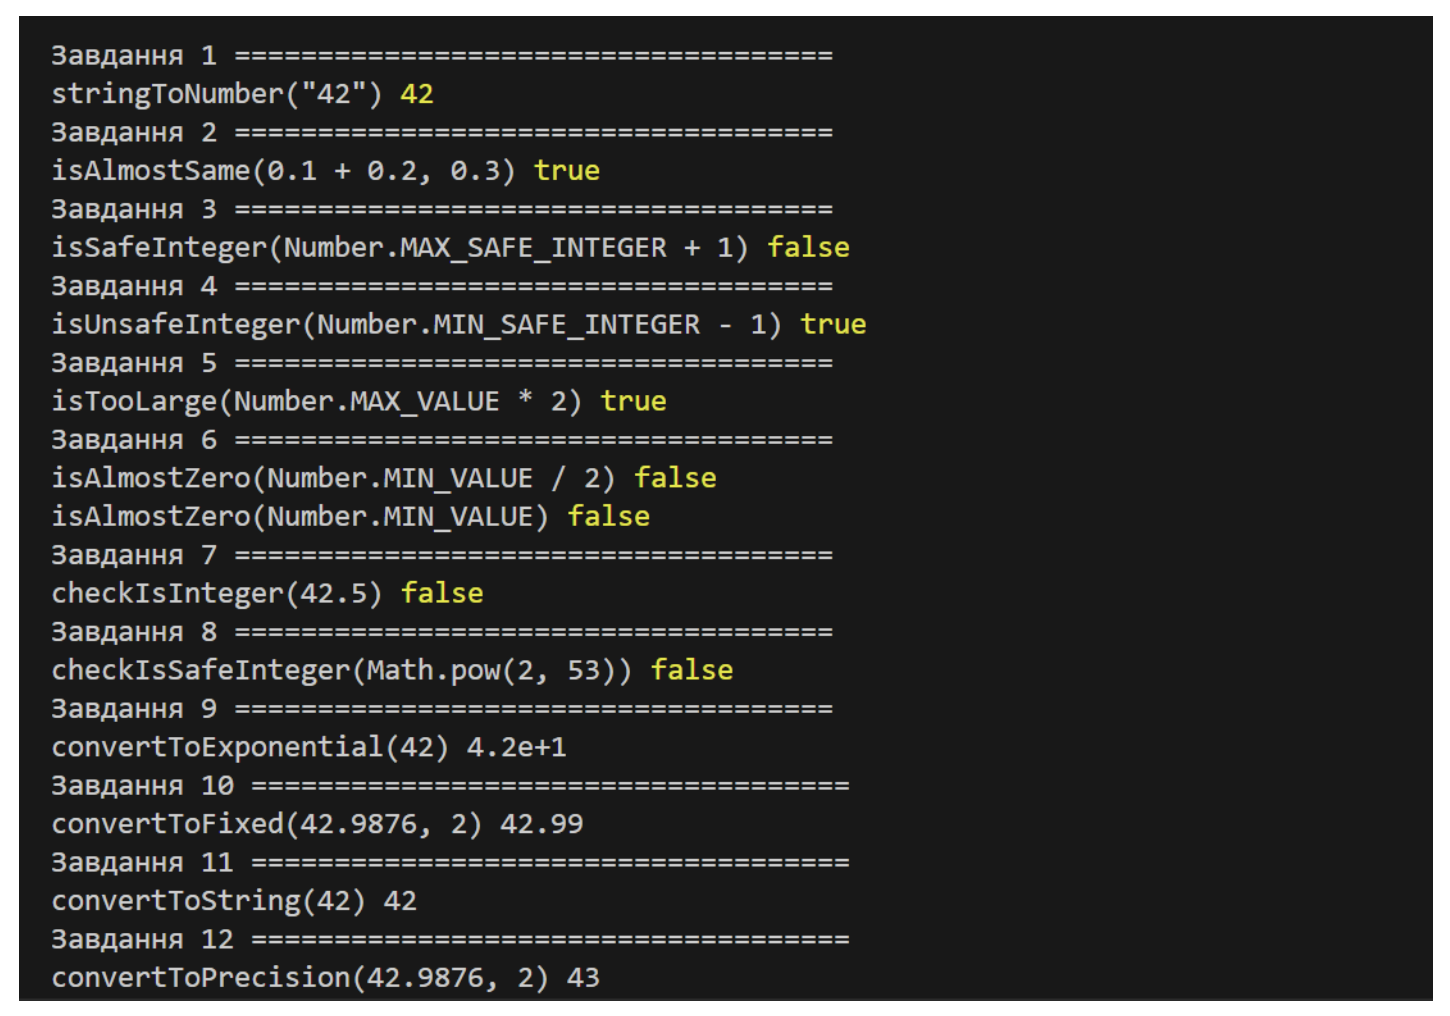 Завдання 1 ====================================
stringToNumber("42") 42
Завдання 2 ====================================
isAlmostSame(0.1 + 0.2, 0.3) true
Завдання 3 ====================================
isSafeInteger(Number.MAX_SAFE_INTEGER + 1) false
Завдання 4 ====================================
isUnsafeInteger(Number.MIN_SAFE_INTEGER - 1) true
Завдання 5 ====================================
isTooLarge(Number.MAX_VALUE * 2) true
Завдання 6 ====================================
isAlmostZero(Number.MIN_VALUE / 2) false
isAlmostZero(Number.MIN_VALUE) false
Завдання 7 ====================================
checkIsInteger(42.5) false
Завдання 8 ====================================
checkIsSafeInteger(Math.pow(2, 53)) false
Завдання 9 ====================================
convertToExponential(42) 4.2e+1
Завдання 10 ====================================
convertToFixed(42.9876, 2) 42.99
Завдання 11 ====================================
convertToString(42) 42
Завдання 12 ====================================
convertToPrecision(42.9876, 2) 43